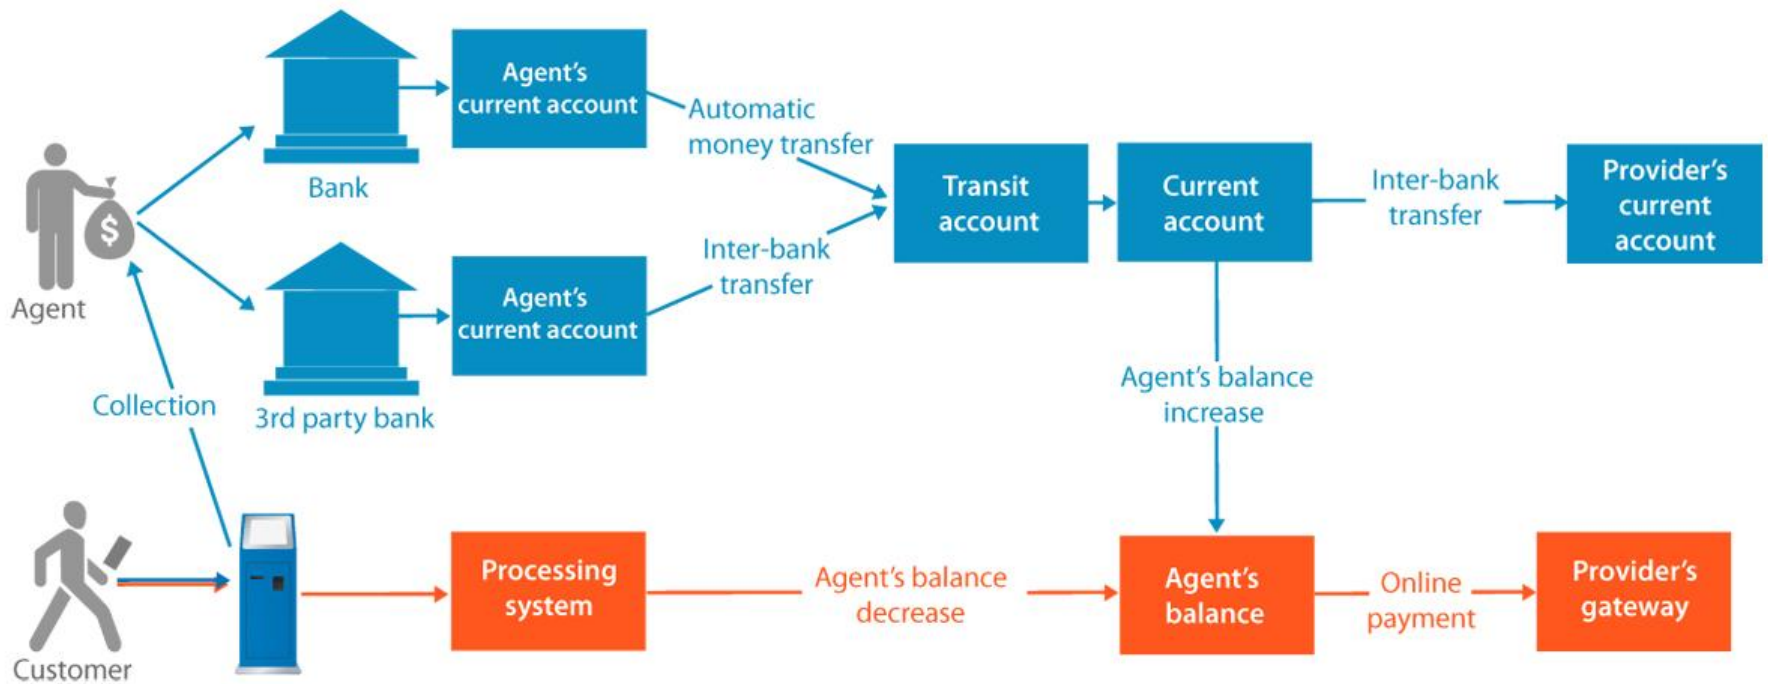 Agent's
current account
Automatic
money transfer
Bank
Transit
account
Current
account
Inter-bank
transfer
Provider's
current
account
$
Agent
Inter-bank
transfer
Agent's
current account
3rd party bank
Collection
Agent's balance
increase
Customer
Processing
system
Agent's balance
decrease
Agent's
balance
Online
payment
Provider's
gateway